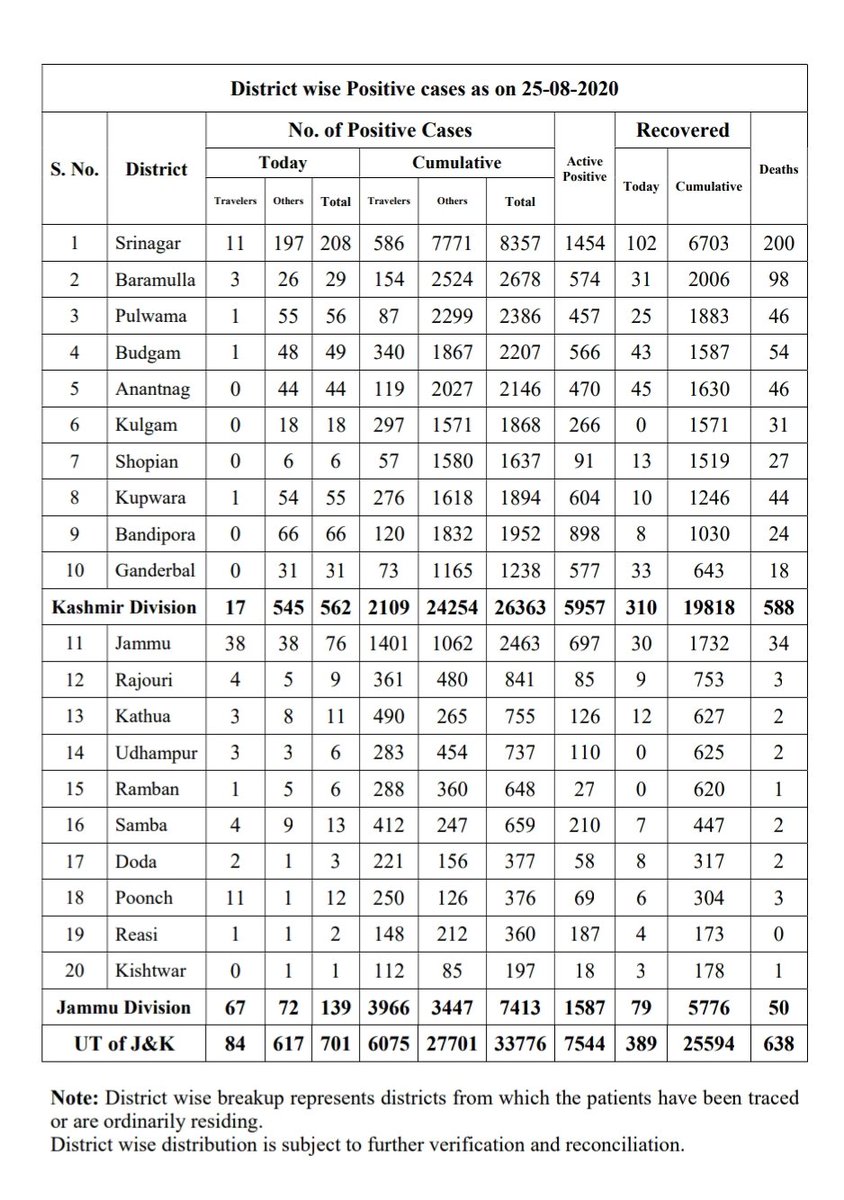 District wise Positive cases as on 25-08-2020
No. of Positive Cases Recovered
S. No. District Today Cumulative Active Positive Today Cumulative Deaths
Travelers Others Total Travelers Others Total
1 Srinagar 11 197 208 586 7771 8357 1454 102 6703 200
2 Baramulla 3 26 29 154 2524 2678 574 31 2006 98
3 Pulwama 1 55 56 87 2299 2386 457 25 1883 46
4 Budgam 1 48 49 340 1867 2207 566 43 1587 54
5 Anantnag 0 44 44 119 2027 2146 470 45 1630 46
6 Kulgam 0 18 18 297 1571 1868 266 0 1571 31
7 Shopian 0 6 6 57 1580 1637 91 13 1519 27
8 Kupwara 1 54 55 276 1618 1894 604 10 1246 44
9 Bandipora 0 66 66 120 1832 1952 898 8 1030 24
10 Ganderbal 0 31 31 73 1165 1238 577 33 643 18
Kashmir Division 17 545 562 2109 24254 26363 5957 310 19818 588
11 Jammu 38 38 76 1401 1062 2463 697 30 1732 34
12 Rajouri 4 5 9 361 480 841 85 9 753 3
13 Kathua 3 8 11 490 265 755 126 12 627 2
14 Udhampur 3 3 6 283 454 737 110 0 625 2
15 Ramban 1 5 6 288 360 648 27 0 620 1
16 Samba 4 9 13 412 247 659 210 7 447 2
17 Doda 2 1 3 221 156 377 58 8 317 2
18 Poonch 11 1 12 250 126 376 69 6 304 3
19 Reasi 1 1 2 148 212 360 187 4 173 0
20 Kishtwar 0 1 1 112 85 197 18 3 178 1
Jammu Division 67 72 139 3966 3447 7413 1587 79 5776 50
UT of J&K 84 617 701 6075 27701 33776 7544 389 25594 638
Note: District wise breakup represents districts from which the patients have been traced
or are ordinarily residing.
District wise distribution is subject to further verification and reconciliation.